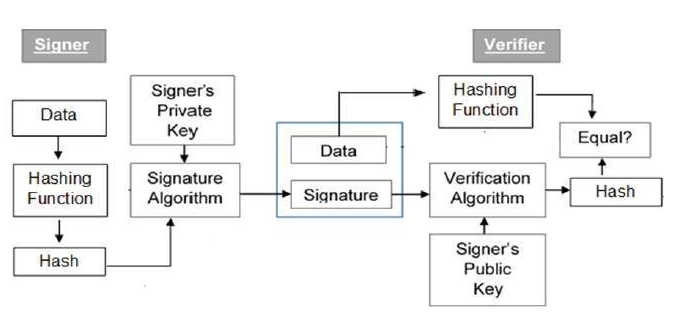 Signer
Verifier
Data
Hashing
Function
Hash
Signer's
Private
Key
Signature
Algorithm
Data
Signature
Hashing
Function
Verification
Algorithm
Signer's
Public
Key
Equal?
Hash